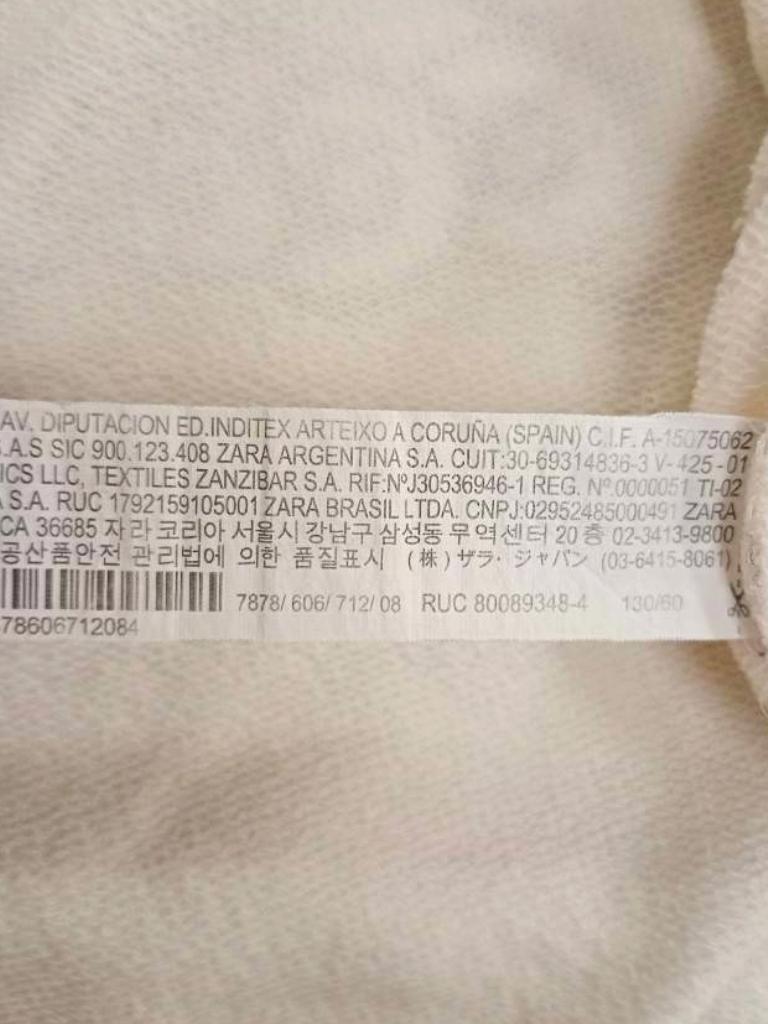 AV. DIPUTACION ED.INDITEX ARTEIXO A CORUÑA (SPAIN) C.I.F. A-15075062
.A.S SIC 900.123.408 ZARA ARGENTINA S.A. CUIT:30-69314836-3 V-425-01
ICS LLC, TEXTILES ZANZIBAR S.A. RIF:NºJ30536946-1 REG. Nº.0000051 TI-02
S.A. RUC 1792159105001 ZARA BRASIL LTDA. CNPJ:02952485000491 ZARA
CA 36685 자라 코리아 서울시 강남구 삼성동 무역센터 20 층 02-3413-9800
공산품안전 관리법에 의한 품질표시 (株) ザラ・ジャパン (03-6415-8061)
7878/ 606/ 712/ 08 RUC 80089348-4 130/60
78606712084